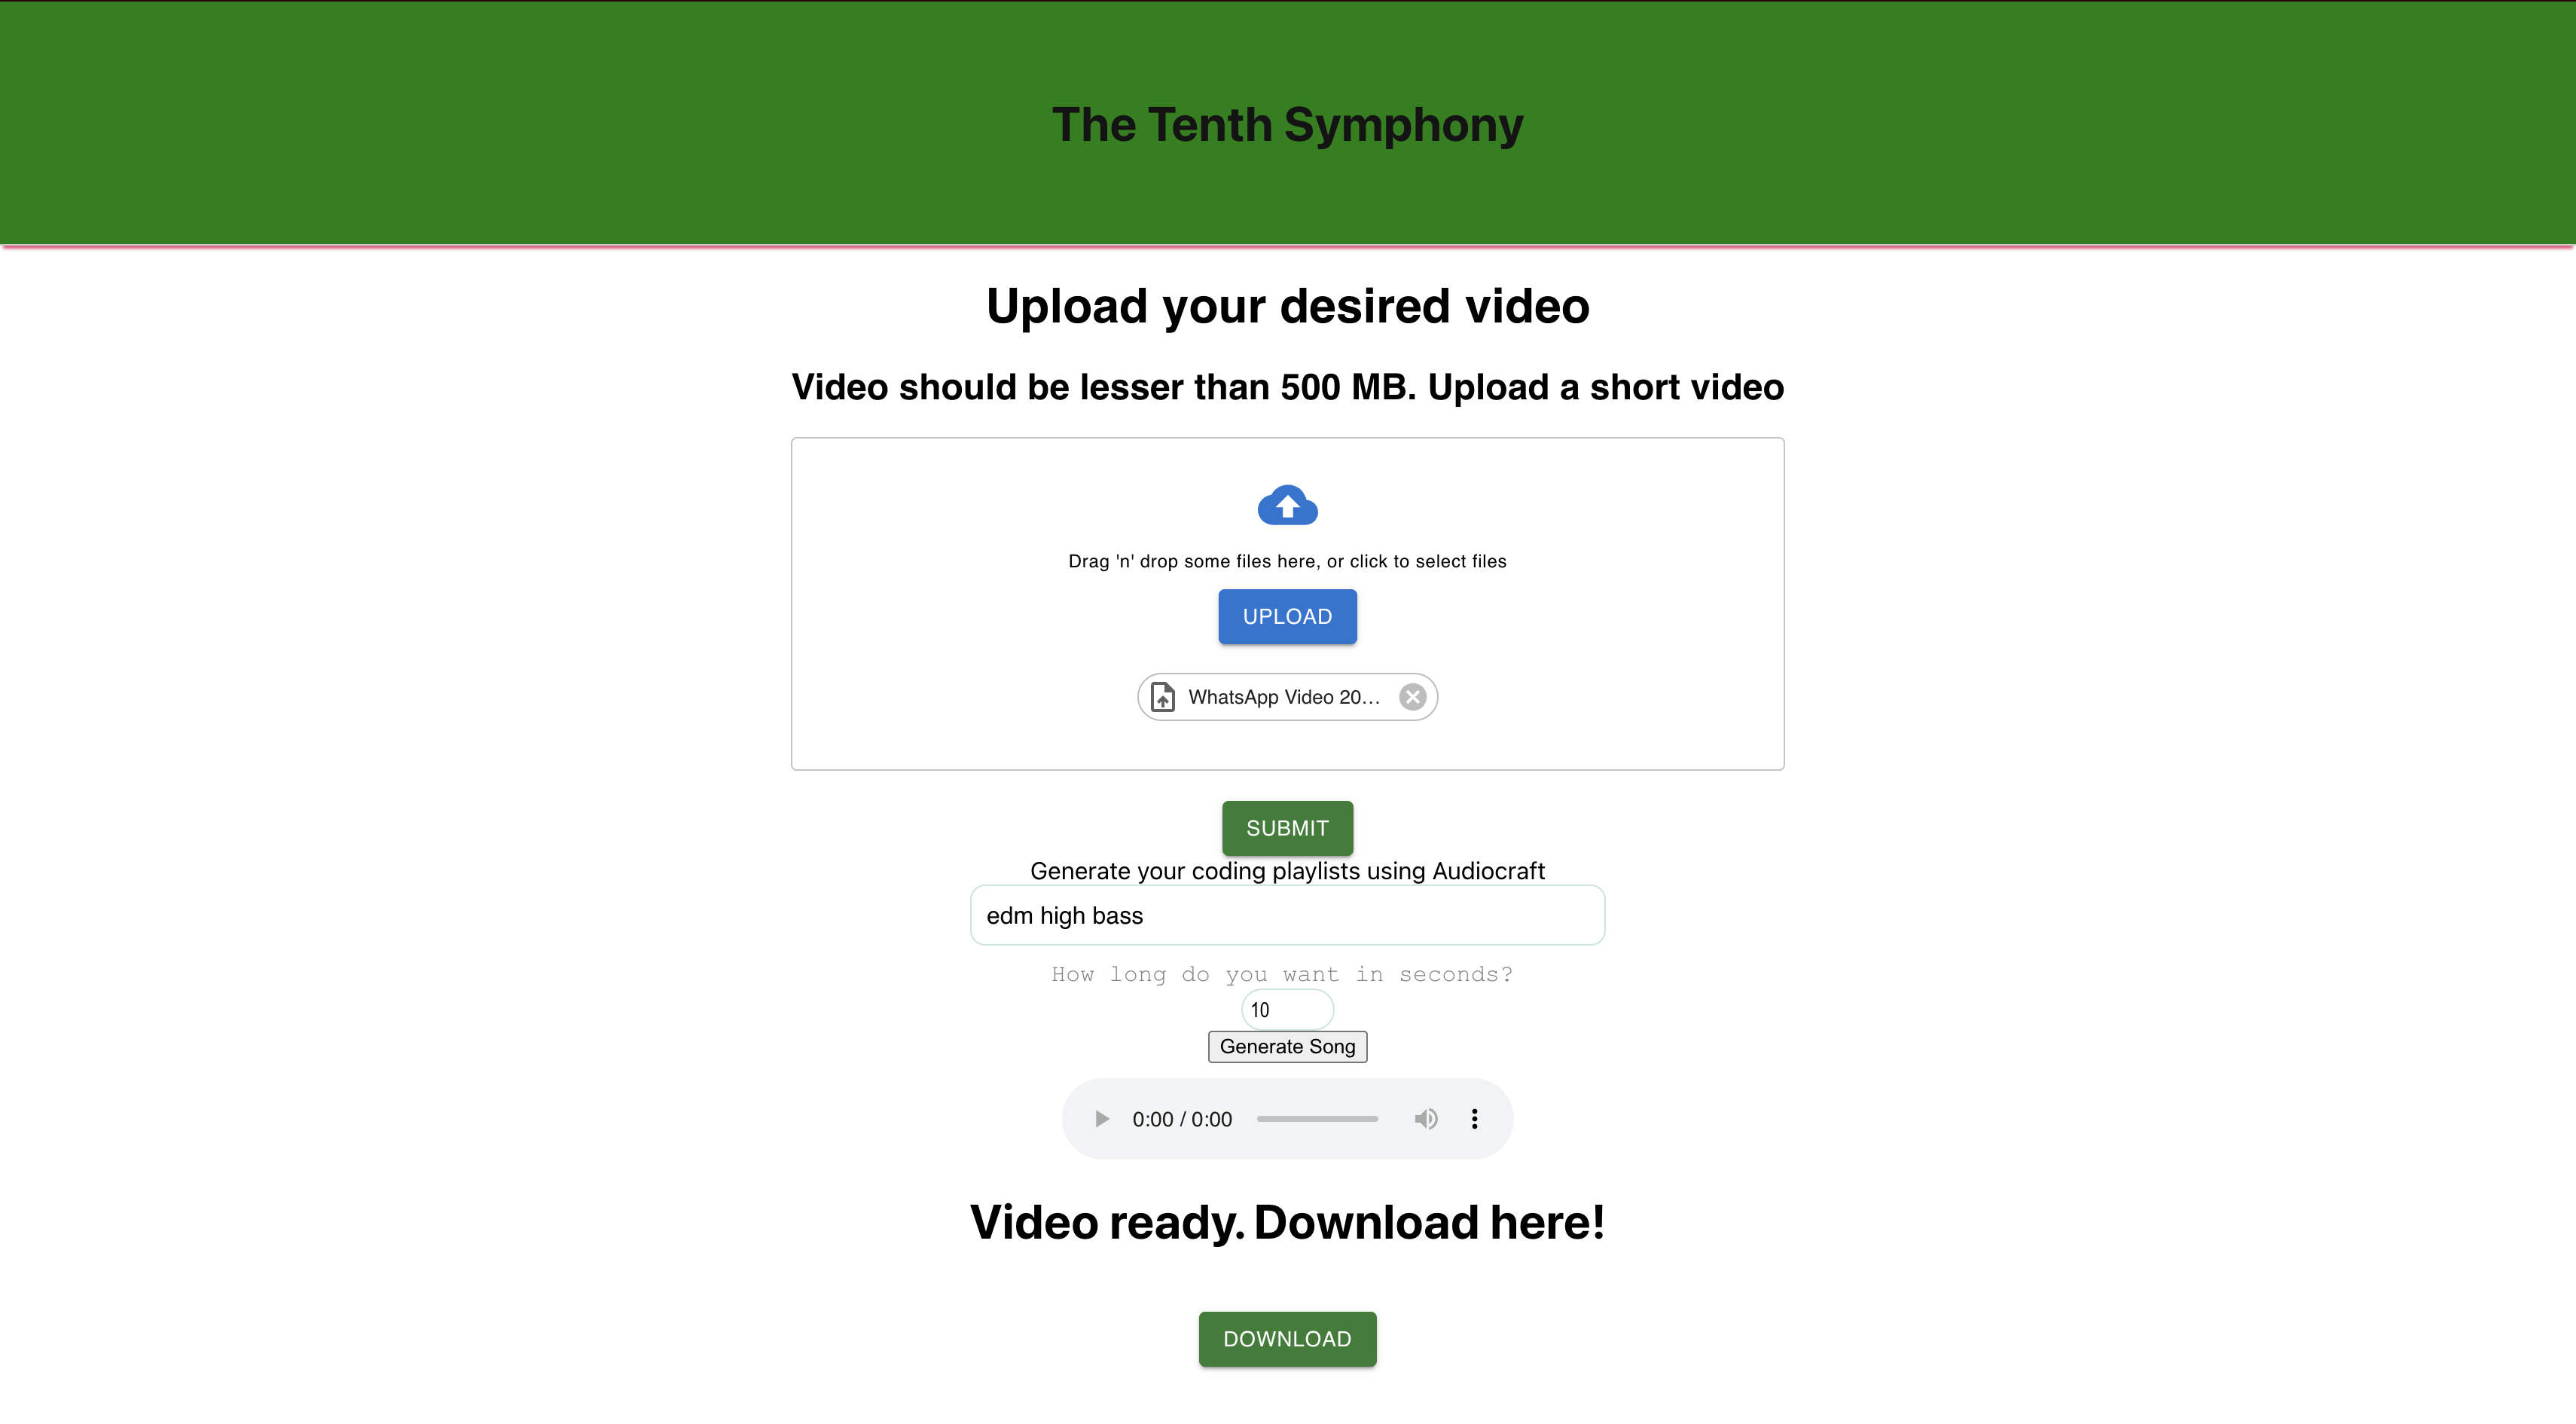 The Tenth Symphony
Upload your desired video
Video should be lesser than 500 MB. Upload a short video
Drag 'n' drop some files here, or click to select files
UPLOAD
WhatsApp Video 20...
SUBMIT
Generate your coding playlists using Audiocraft
edm high bass
How long do you want in seconds?
10
Generate Song
0:00 / 0:00
Video ready. Download here!
DOWNLOAD